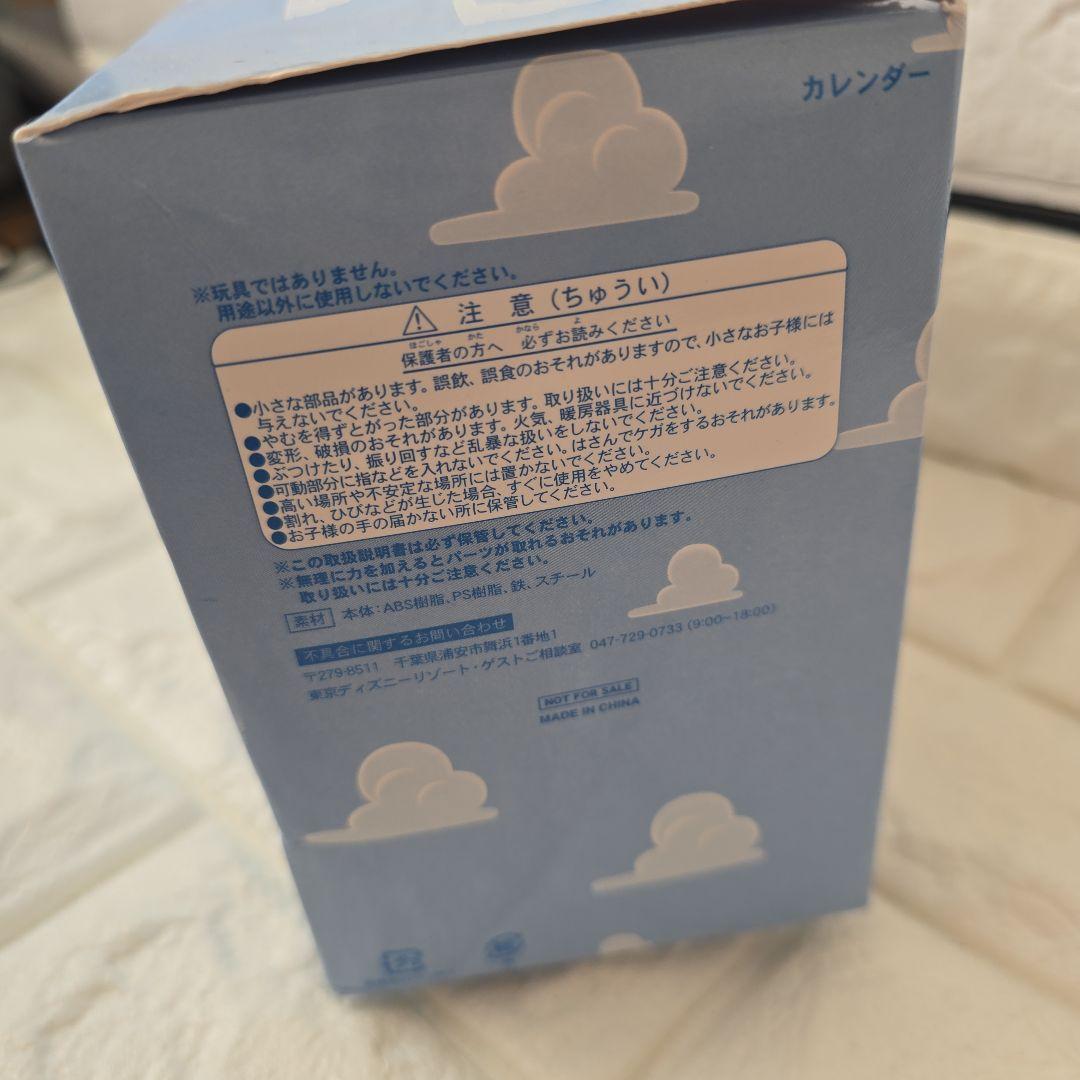 カレンダー
※玩具ではありません。
用途以外に使用しないでください。
注 意(ちゅうい)
ほごしゃ かた かなら よ
保護者の方へ 必ずお読みください
●小さな部品があります。誤飲、誤食のおそれがありますので、小さなお子様には
与えないでください。
●やむを得ずとがった部分があります。取り扱いには十分ご注意ください。
●変形、破損のおそれがあります。火気、暖房器具に近づけないでください。
●ぶつけたり、振り回すなど乱暴な扱いをしないでください。
●可動部分に指などを入れないでください。はさんでケガをするおそれがあります。
●高い場所や不安定な場所には置かないでください。
●割れ、ひびなどが生じた場合、すぐに使用をやめてください。
●お子様の手の届かない所に保管してください。
※この取扱説明書は必ず保管してください。
※無理に力を加えるとパーツが取れるおそれがあります。
取り扱いには十分ご注意ください。
素材 本体:ABS樹脂、PS樹脂、鉄、スチール
不具合に関するお問い合わせ
〒279-8511 千葉県浦安市舞浜1番地1
東京ディズニーリゾート・ゲストご相談室 047-729-0733 (9:00~18:00)
NOT FOR SALE
MADE IN CHINA